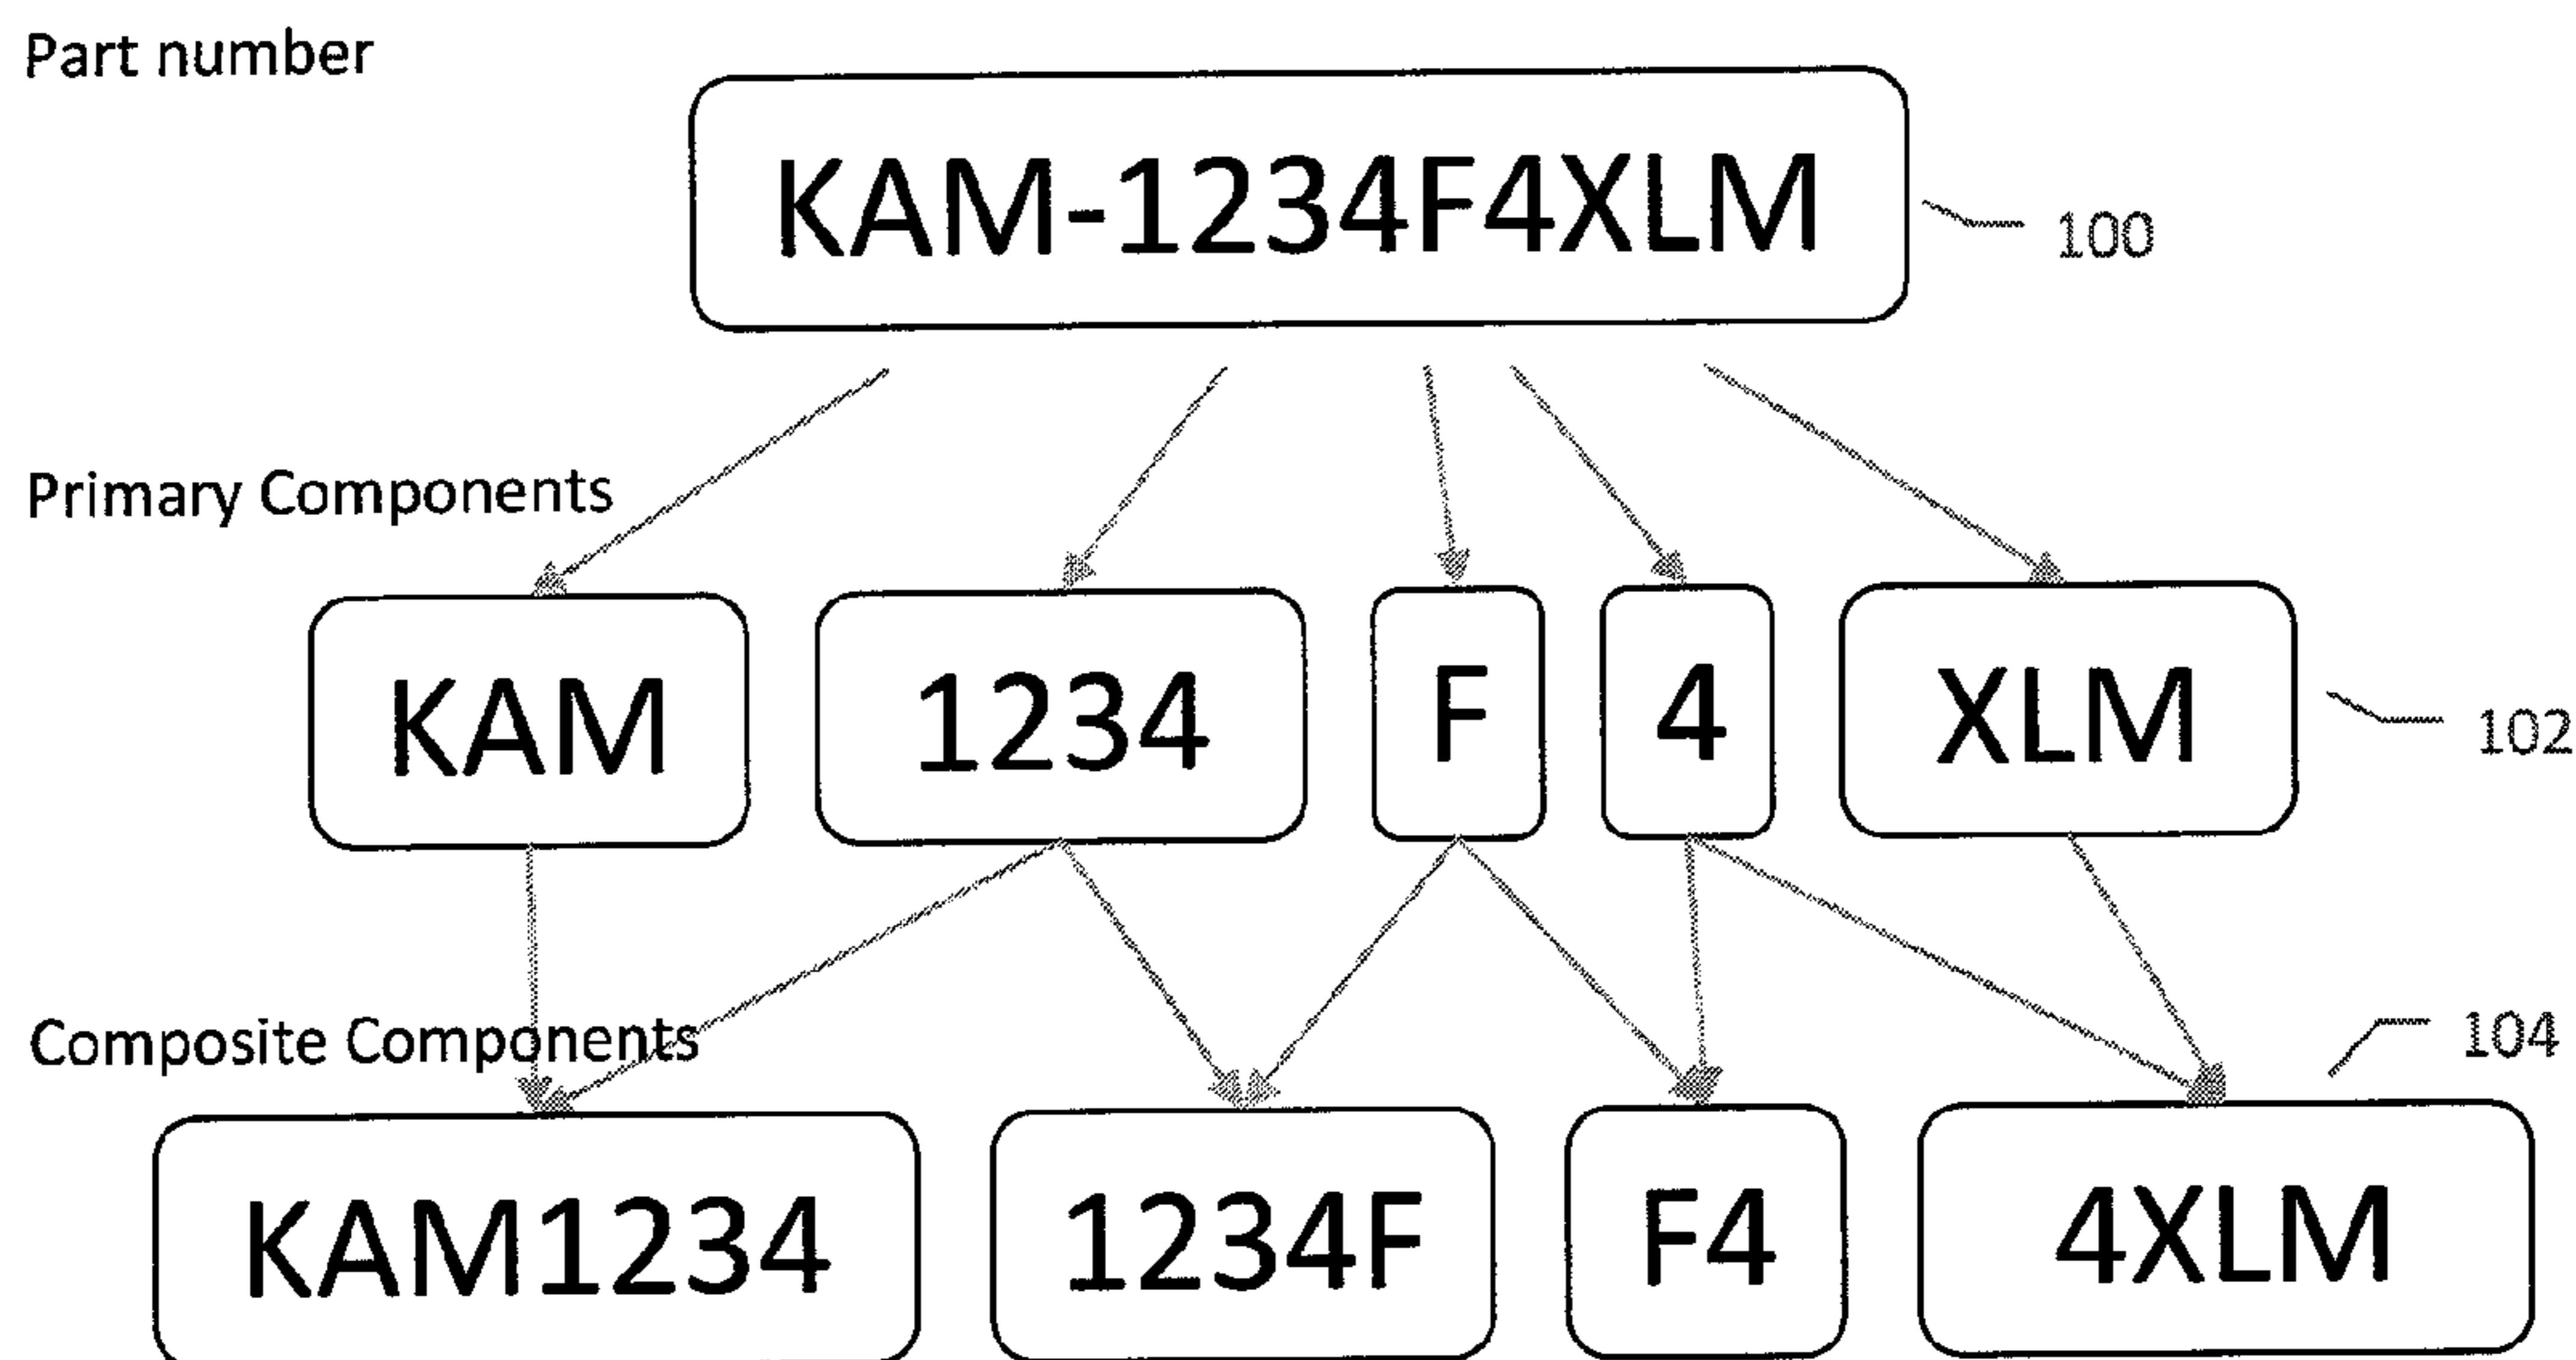 Part number
KAM-1234F4XLM
100
Primary Components
KAM 1234 F 4 XLM
102
Composite Components
104
KAM1234 1234F F4 4XLM